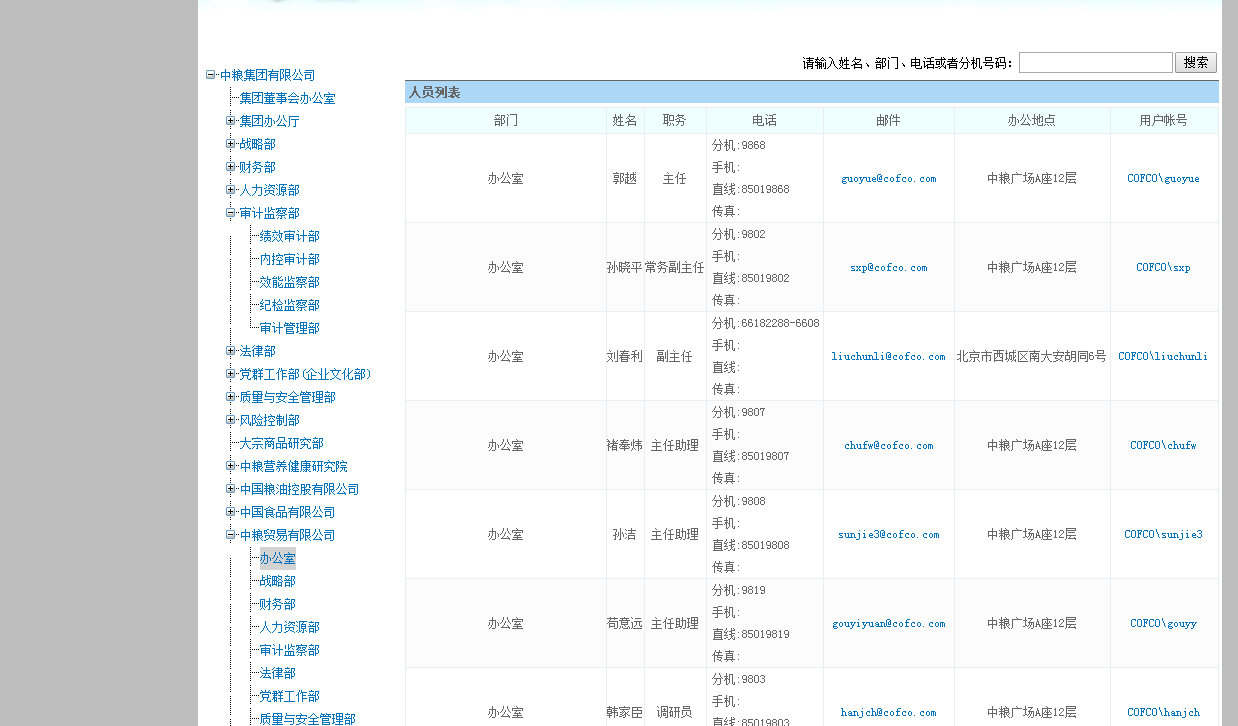 请输入姓名、部门、电话或者分机号码： 搜索
中粮集团有限公司
集团董事会办公室
集团办公厅
战略部
财务部
人力资源部
审计监察部
绩效审计部
内控审计部
效能监察部
纪检监察部
审计管理部
法律部
党群工作部(企业文化部)
质量与安全管理部
风险控制部
大宗商品研究部
中粮营养健康研究院
中国粮油控股有限公司
中国食品有限公司
中粮贸易有限公司
办公室
战略部
财务部
人力资源部
审计监察部
法律部
党群工作部
质量与安全管理部
人员列表
部门 姓名 职务 电话 邮件 办公地点 用户帐号
分机:9868
手机:
办公室 郭越 主任 guoyue@cofco.com 中粮广场A座12层 COFCO\guoyue
直线:85019868
传真:
分机:9802
手机:
办公室 孙晓平 常务副主任 sxp@cofco.com 中粮广场A座12层 COFCO\sxp
直线:85019802
传真:
分机:66182288-6608
手机:
办公室 刘春利 副主任 liuchunli@cofco.com 北京市西城区南大安胡同6号 COFCO\liuchunli
直线:
传真:
分机:9807
手机:
办公室 褚奉炜 主任助理 chufw@cofco.com 中粮广场A座12层 COFCO\chufw
直线:85019807
传真:
分机:9808
手机:
办公室 孙洁 主任助理 sunjie3@cofco.com 中粮广场A座12层 COFCO\sunjie3
直线:85019808
传真:
分机:9819
手机:
办公室 苟意远 主任助理 gouyiyuan@cofco.com 中粮广场A座12层 COFCO\gouyy
直线:85019819
传真:
分机:9803
手机:
办公室 韩家臣 调研员 hanjch@cofco.com 中粮广场A座12层 COFCO\hanjch
直线:85019803